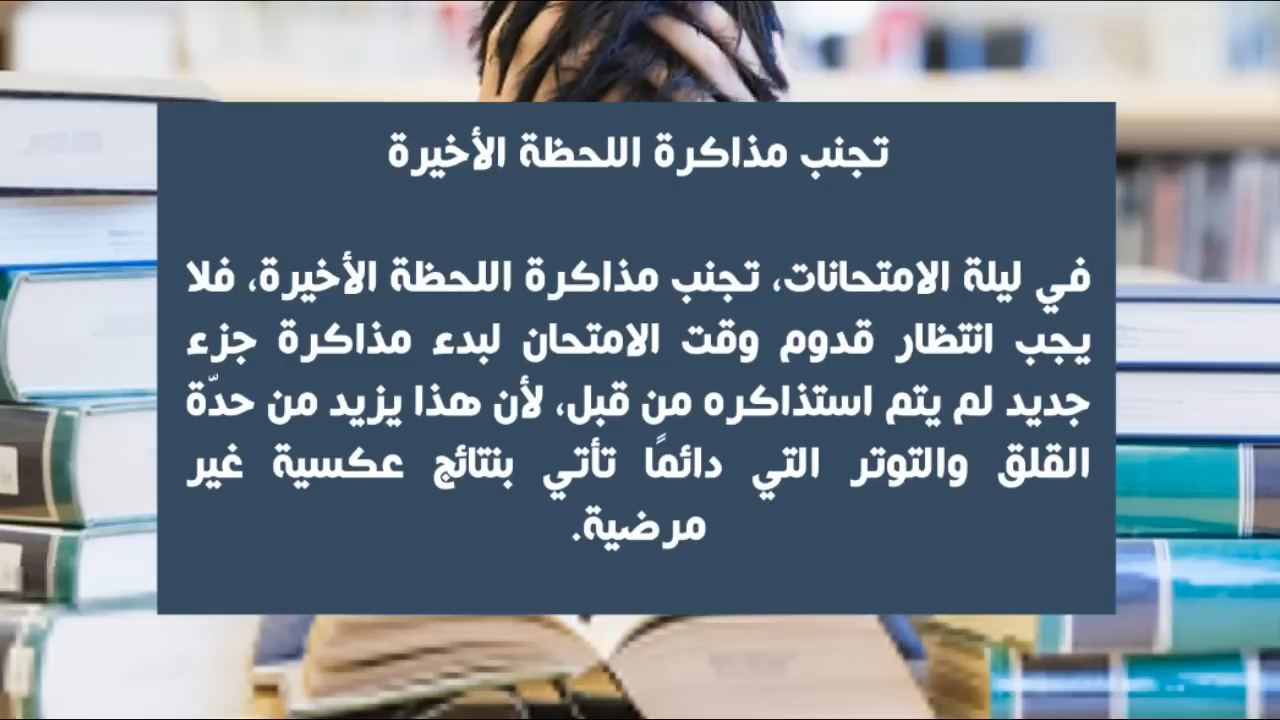 تجنب مذاكرة اللحظة الأخيرة
في ليلة الامتحانات، تجنب مذاكرة اللحظة الأخيرة، فلا
يجب انتظار قدوم وقت الامتحان لبدء مذاكرة جزء
جديد لم يتم استذاكره من قبل، لأن هذا يزيد من حدّة
القلق والتوتر التي دائمًا تأتي بنتائج عكسية غير
مرضية.